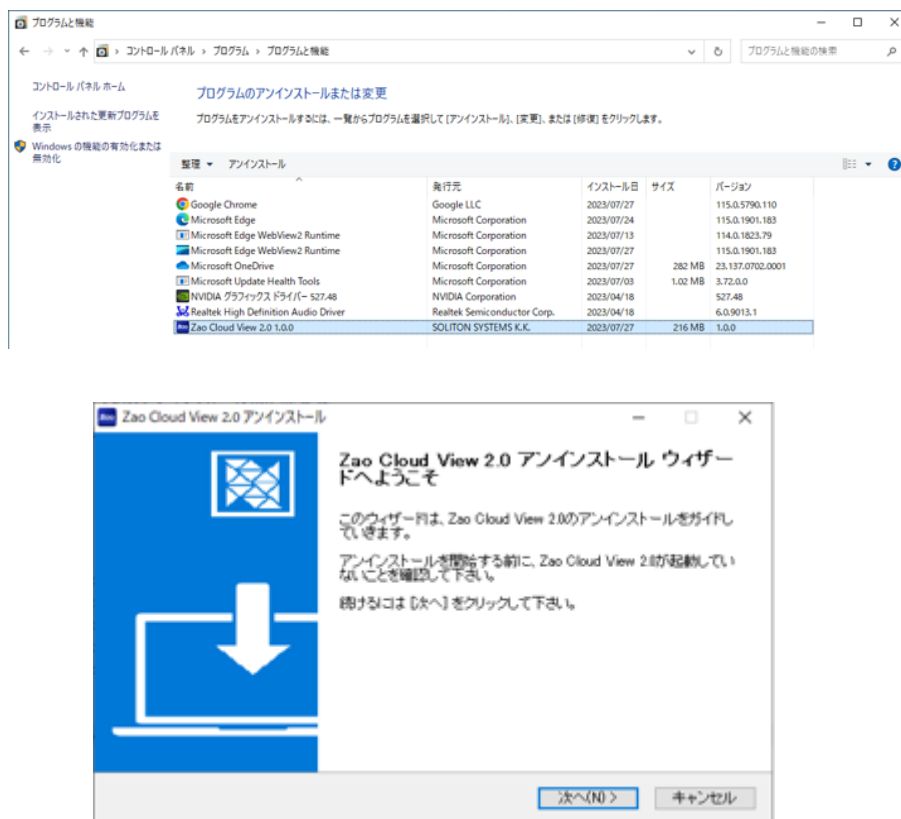 プログラムと機能
コントロール パネル › プログラム › プログラムと機能
プログラムと機能の検索
コントロール パネル ホーム
インストールされた更新プログラムを
表示
Windows の機能の有効化または
無効化
プログラムのアンインストールまたは変更
プログラムをアンインストールするには、一覧からプログラムを選択して [アンインストール]、[変更]、または [修復] をクリックします。
整理 アンインストール
名前 発行元 インストール日 サイズ バージョン
Google Chrome Google LLC 2023/07/27 115.0.5790.110
Microsoft Edge Microsoft Corporation 2023/07/24 115.0.1901.183
Microsoft Edge WebView2 Runtime Microsoft Corporation 2023/07/13 114.0.1823.79
Microsoft Edge WebView2 Runtime Microsoft Corporation 2023/07/27 115.0.1901.183
Microsoft OneDrive Microsoft Corporation 2023/07/27 282 MB 23.137.0702.0001
Microsoft Update Health Tools Microsoft Corporation 2023/07/03 1.02 MB 3.72.0.0
NVIDIA グラフィックス ドライバー 527.48 NVIDIA Corporation 2023/04/18 527.48
Realtek High Definition Audio Driver Realtek Semiconductor Corp. 2023/04/18 6.0.9013.1
Zao Cloud View 2.0 1.0.0 SOLITON SYSTEMS K.K. 2023/07/27 216 MB 1.0.0
Zao Cloud View 2.0 アンインストール
Zao Cloud View 2.0 アンインストール ウィザー
ドへようこそ
このウィザードは、Zao Cloud View 2.0のアンインストールをガイドし
ていきます。
アンインストールを開始する前に、Zao Cloud View 2.0が起動してい
ないことを確認して下さい。
続けるには [次へ] をクリックして下さい。
次へ(N) >
キャンセル